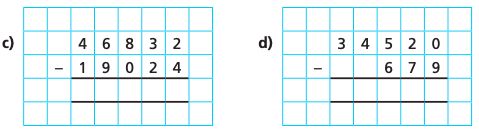 c) 4 6 8 3 2
− 1 9 0 2 4
d) 3 4 5 2 0
− 6 7 9